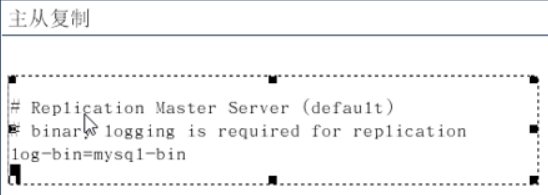 主从复制
# Replication Master Server (default)
# binary logging is required for replication
log-bin=mysql-bin